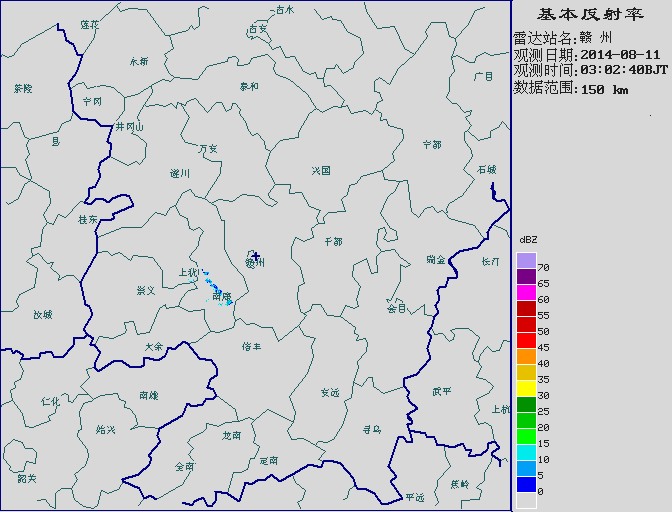 基本反射率
雷达站名:赣 州
观测日期:2014-08-11
观测时间:03:02:40BJT
数据范围:150 km
dBZ
70
65
60
55
50
45
40
35
30
25
20
15
10
5
0
吉水
莲花
吉安
永新
广昌
茶陵
泰和
宁冈
井冈山
宁都
万安
兴国
石城
遂川
桂东
于都
赣州
瑞金
长汀
上犹
崇义
南康
会昌
汝城
大余
信丰
安远
武平
仁化
南雄
上杭
始兴
龙南
寻乌
全南
定南
韶关
蕉岭
平远